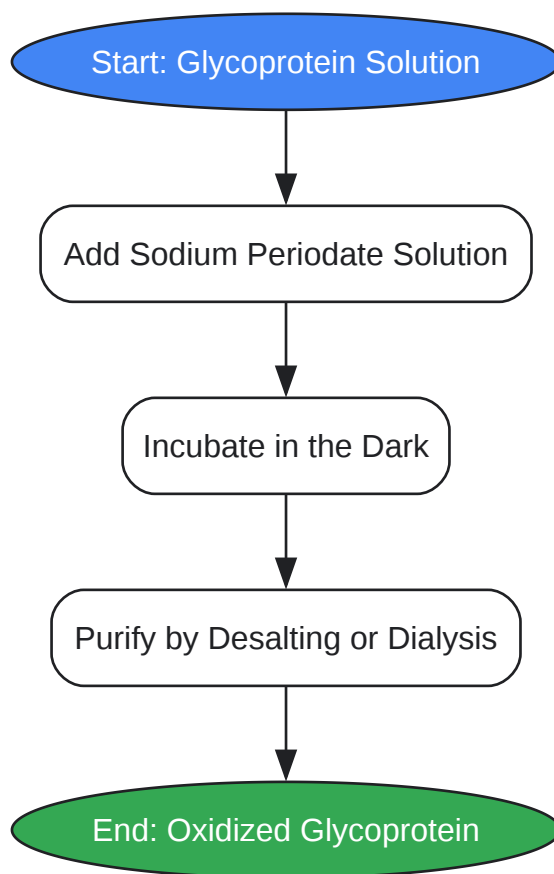 Start: Glycoprotein Solution
Add Sodium Periodate Solution
Incubate in the Dark
Purify by Desalting or Dialysis
End: Oxidized Glycoprotein